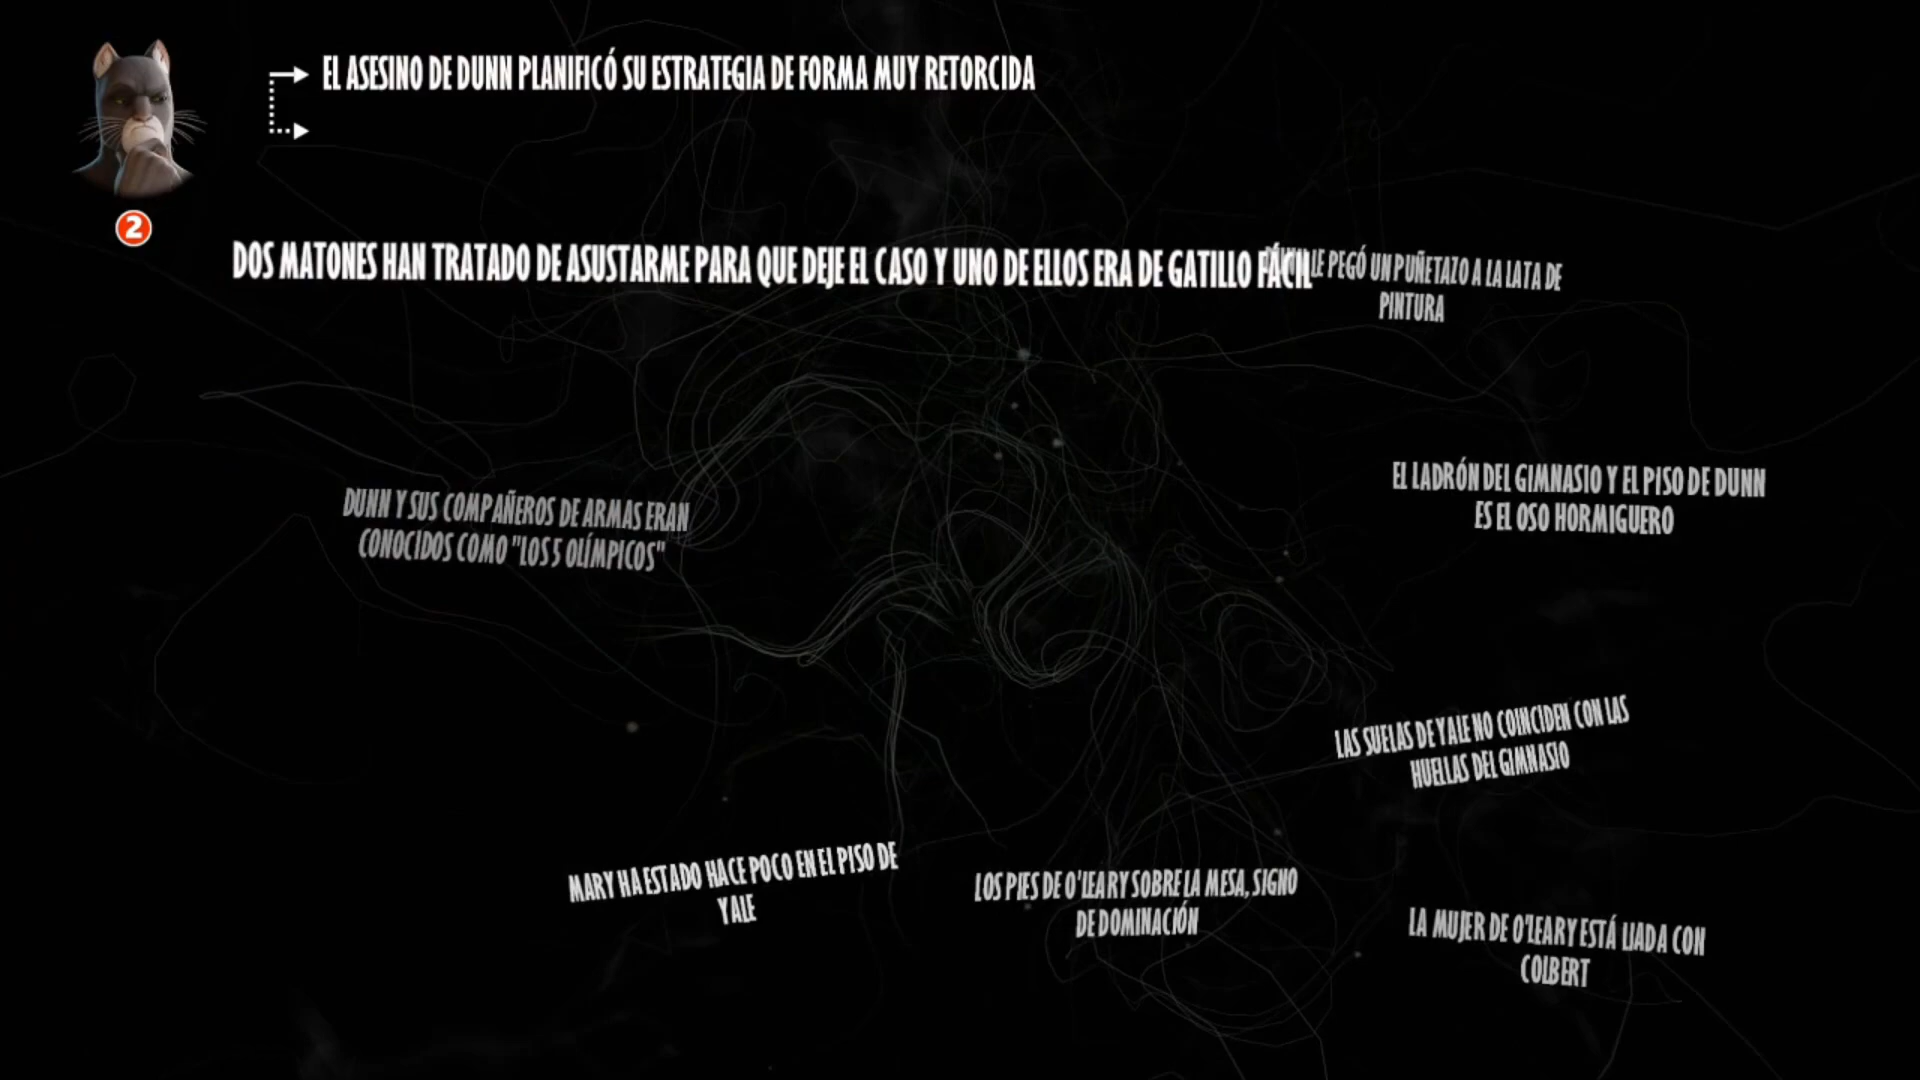 EL ASESINO DE DUNN PLANIFICÓ SU ESTRATEGIA DE FORMA MUY RETORCIDA
2
DOS MATONES HAN TRATADO DE ASUSTARME PARA QUE DEJE EL CASO Y UNO DE ELLOS ERA DE GATILLO FÁCIL
LE PEGÓ UN PUÑETAZO A LA LATA DE
PINTURA
EL LADRÓN DEL GIMNASIO Y EL PISO DE DUNN
ES EL OSO HORMIGUERO
DUNN Y SUS COMPAÑEROS DE ARMAS ERAN
CONOCIDOS COMO "LOS 5 OLÍMPICOS"
LAS SUELAS DE YALE NO COINCIDEN CON LAS
HUELLAS DEL GIMNASIO
MARY HA ESTADO HACE POCO EN EL PISO DE
YALE
LOS PIES DE O'LEARY SOBRE LA MESA, SIGNO
DE DOMINACIÓN
LA MUJER DE O'LEARY ESTÁ LIADA CON
COLBERT